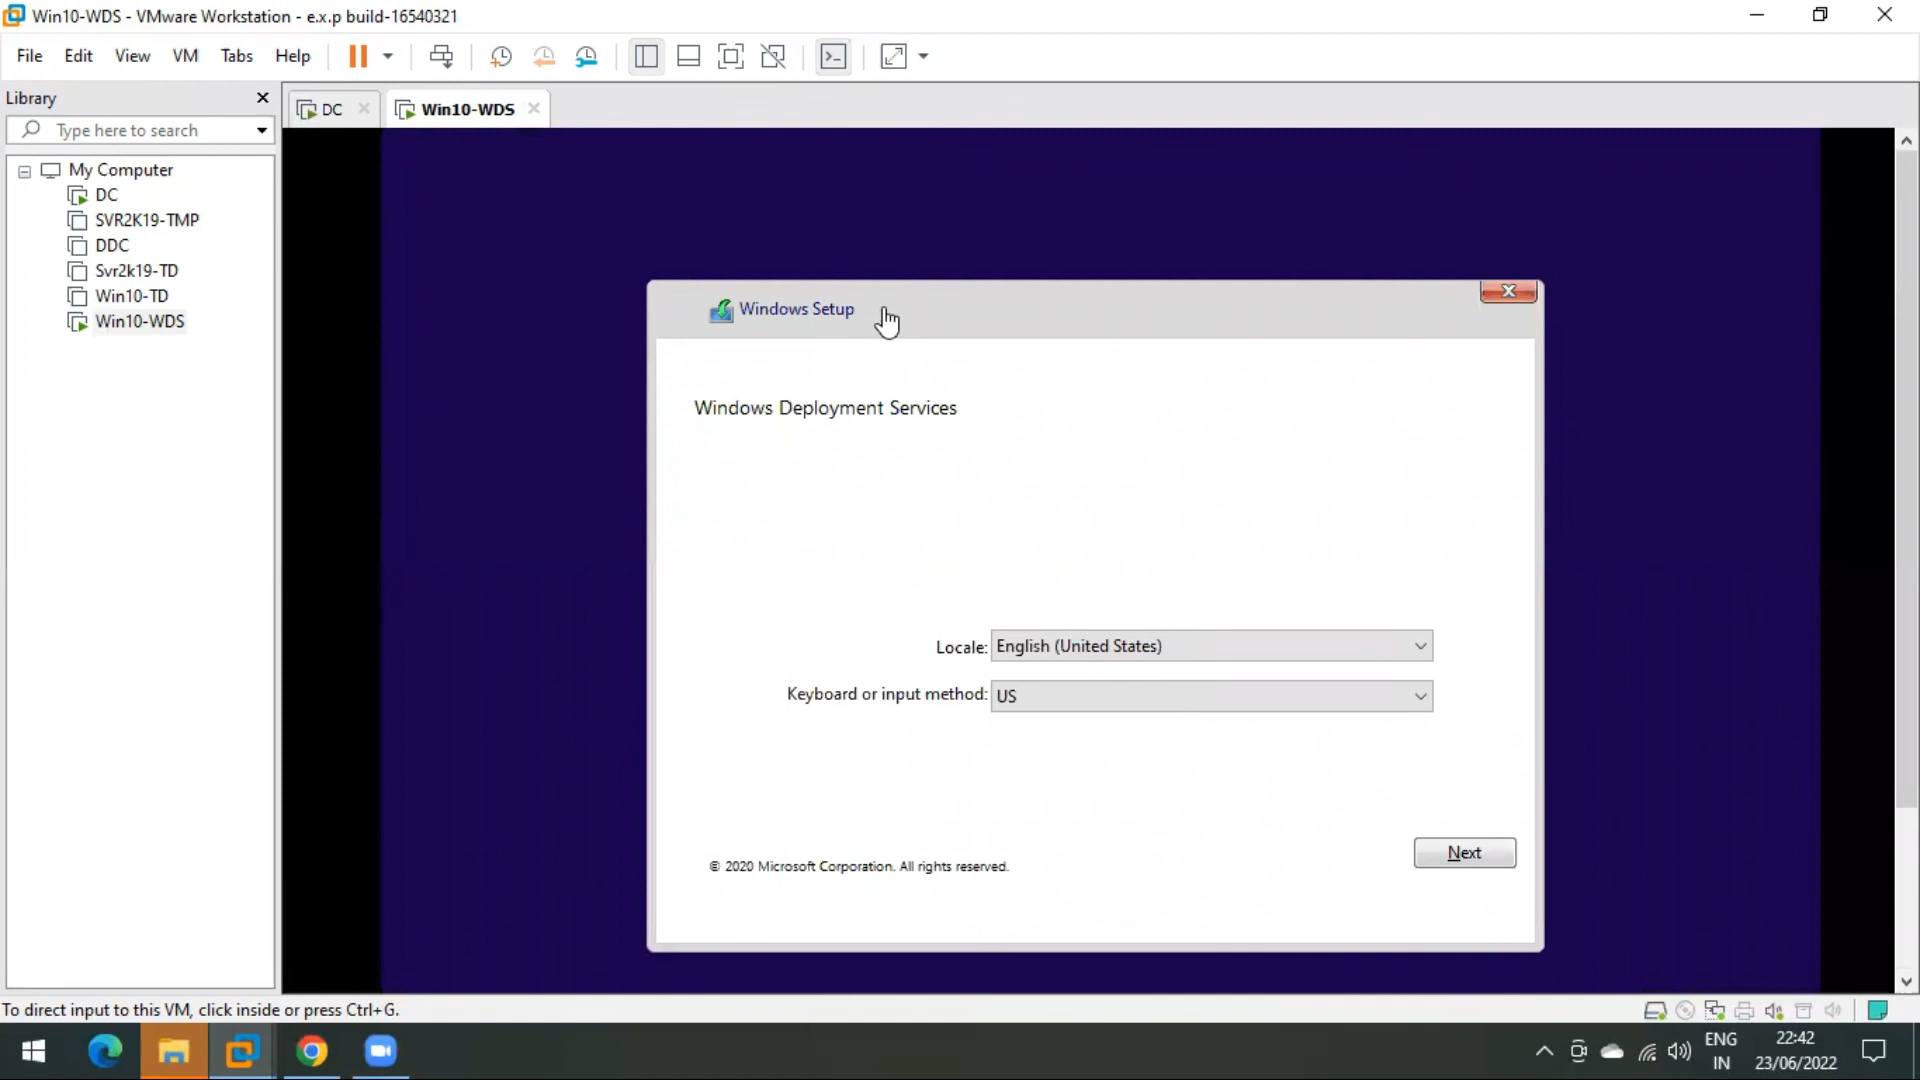 Win10-WDS - VMware Workstation - e.x.p build-16540321
File Edit View VM Tabs Help
Library
Type here to search
My Computer
DC
SVR2K19-TMP
DDC
Svr2k19-TD
Win10-TD
Win10-WDS
DC
Win10-WDS
Windows Setup
Windows Deployment Services
Locale: English (United States)
Keyboard or input method: US
© 2020 Microsoft Corporation. All rights reserved.
Next
To direct input to this VM, click inside or press Ctrl+G.
ENG
IN
22:42
23/06/2022